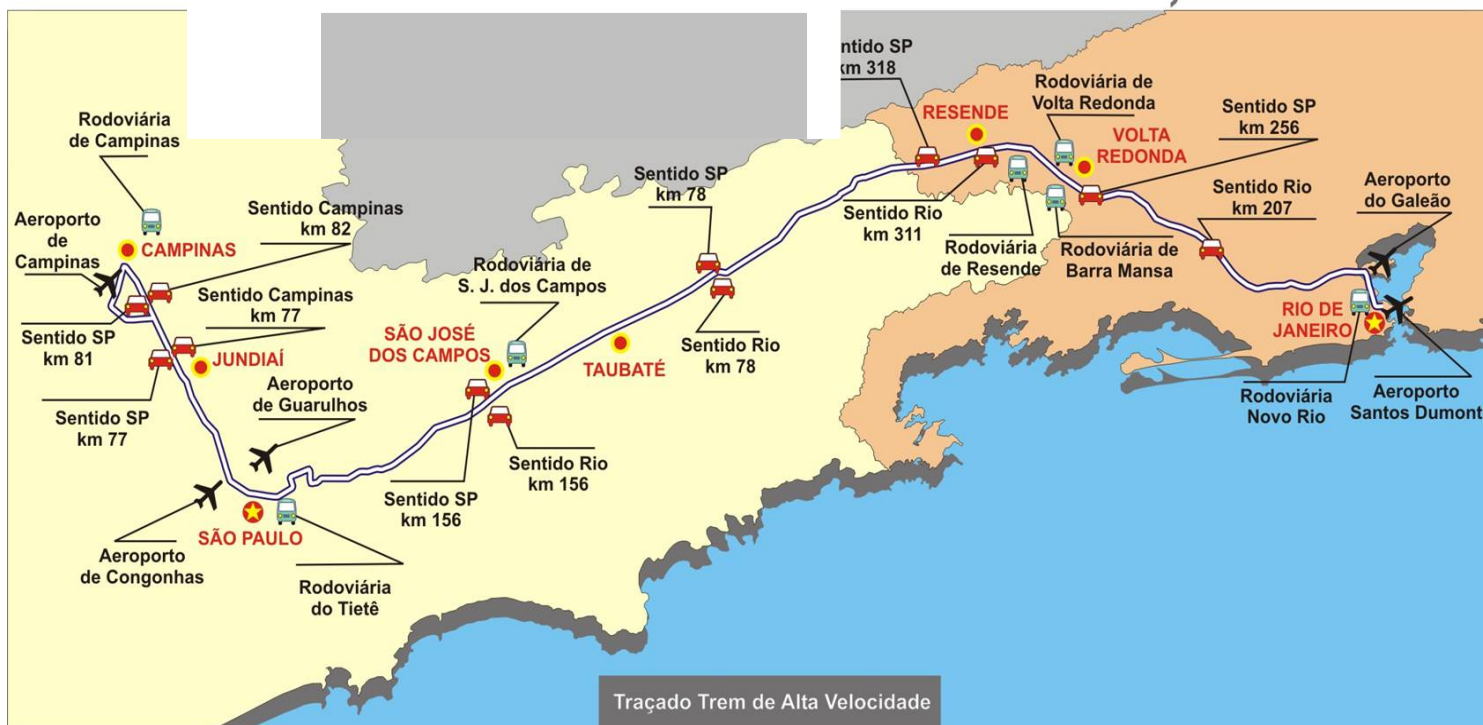 Rodoviária
de Campinas
Aeroporto
de
Campinas
CAMPINAS
Sentido Campinas
km 82
Sentido Campinas
km 77
Sentido SP
km 81
JUNDIAÍ
Sentido SP
km 77
Aeroporto
de Guarulhos
SÃO PAULO
Aeroporto
de Congonhas
Rodoviária
do Tietê
Rodoviária de
S. J. dos Campos
SÃO JOSÉ
DOS CAMPOS
Sentido SP
km 156
Sentido Rio
km 156
TAUBATÉ
Sentido SP
km 78
Sentido Rio
km 78
ntido SP
km 318
RESENDE
Sentido Rio
km 311
Rodoviária
de Resende
Rodoviária de
Volta Redonda
VOLTA
REDONDA
Rodoviária de
Barra Mansa
Sentido SP
km 256
Sentido Rio
km 207
Aeroporto
do Galeão
RIO DE
JANEIRO
Rodoviária
Novo Rio
Aeroporto
Santos Dumont
Traçado Trem de Alta Velocidade